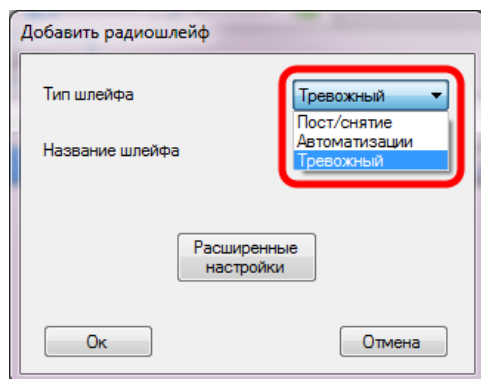 Добавить радиошлейф
Тип шлейфа
Тревожный
Пост/снятие
Автоматизации
Тревожный
Название шлейфа
Расширенные
настройки
Ок
Отмена